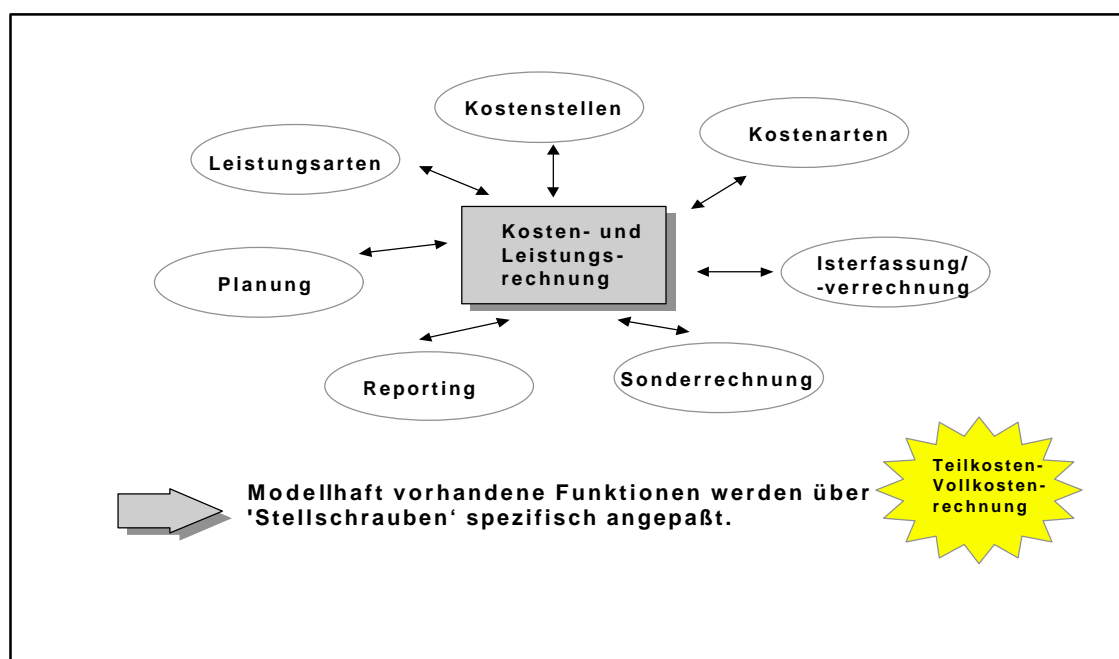 Kostenstellen
Kostenarten
Leistungsarten
Kosten- und
Leistungs-
rechnung
Isterfassung/
-verrechnung
Planung
Reporting
Sonderrechnung
Teilkosten-
Vollkosten-
rechnung
Modellhaft vorhandene Funktionen werden über
'Stellschrauben‘ spezifisch angepaßt.